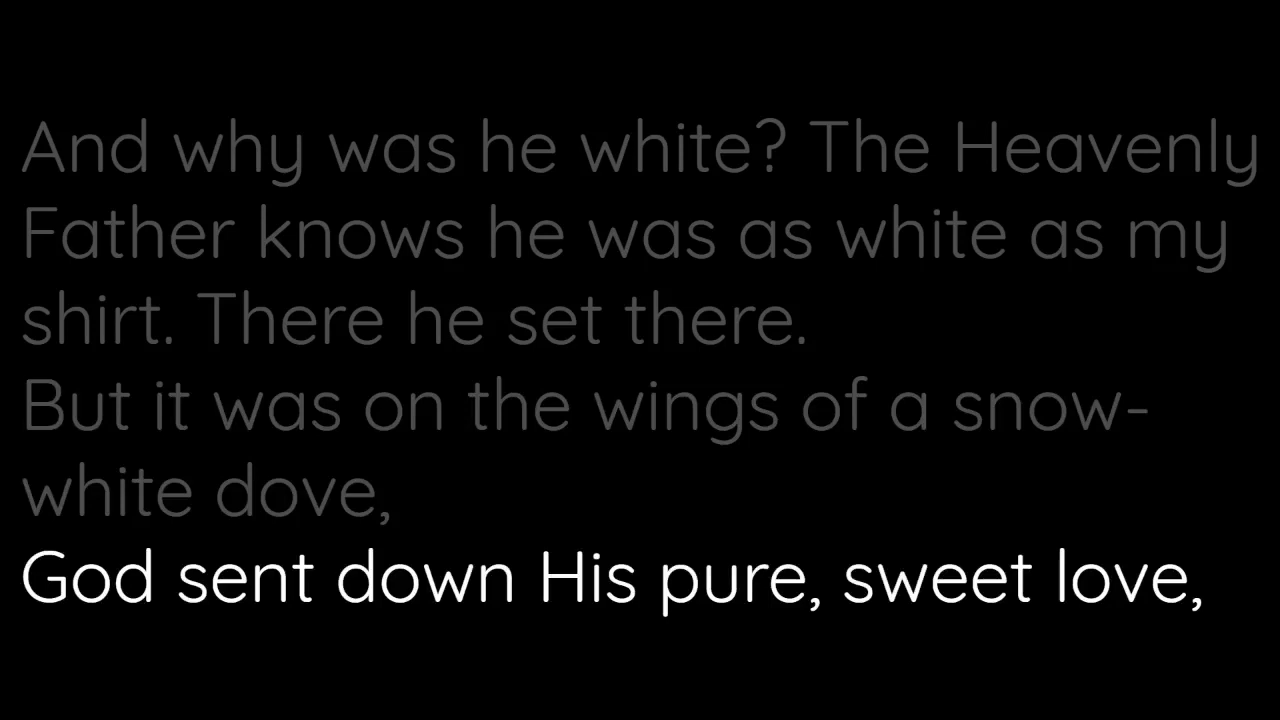 And why was he white? The Heavenly
Father knows he was as white as my
shirt. There he set there.
But it was on the wings of a snow-
white dove,
God sent down His pure, sweet love,